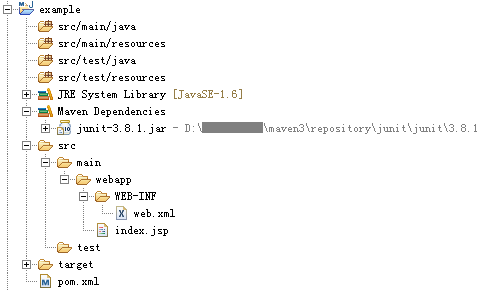 example
src/main/java
src/main/resources
src/test/java
src/test/resources
JRE System Library [JavaSE-1.6]
Maven Dependencies
junit-3.8.1.jar - D:\ \maven3\repository\junit\junit\3.8.1
src
main
webapp
WEB-INF
web.xml
index.jsp
test
target
pom.xml